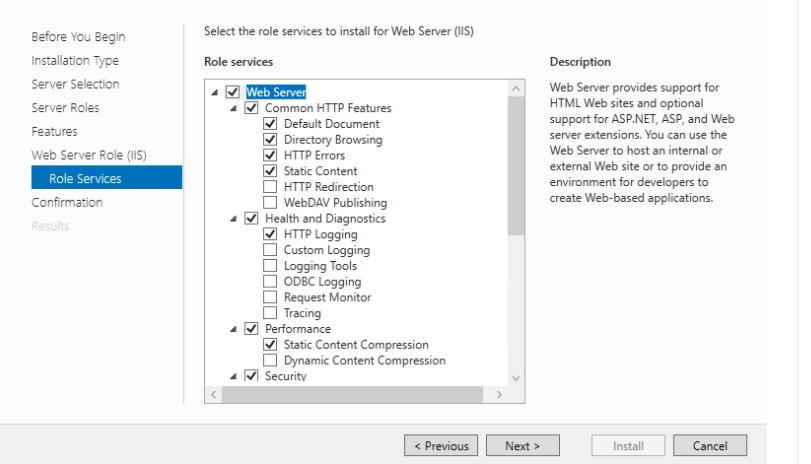 Before You Begin
Installation Type
Server Selection
Server Roles
Features
Web Server Role (IIS)
Role Services
Confirmation
Results
Select the role services to install for Web Server (IIS)
Role services
Web Server
Common HTTP Features
Default Document
Directory Browsing
HTTP Errors
Static Content
HTTP Redirection
WebDAV Publishing
Health and Diagnostics
HTTP Logging
Custom Logging
Logging Tools
ODBC Logging
Request Monitor
Tracing
Performance
Static Content Compression
Dynamic Content Compression
Security
Description
Web Server provides support for
HTML Web sites and optional
support for ASP.NET, ASP, and Web
server extensions. You can use the
Web Server to host an internal or
external Web site or to provide an
environment for developers to
create Web-based applications.
< Previous
Next >
Install
Cancel